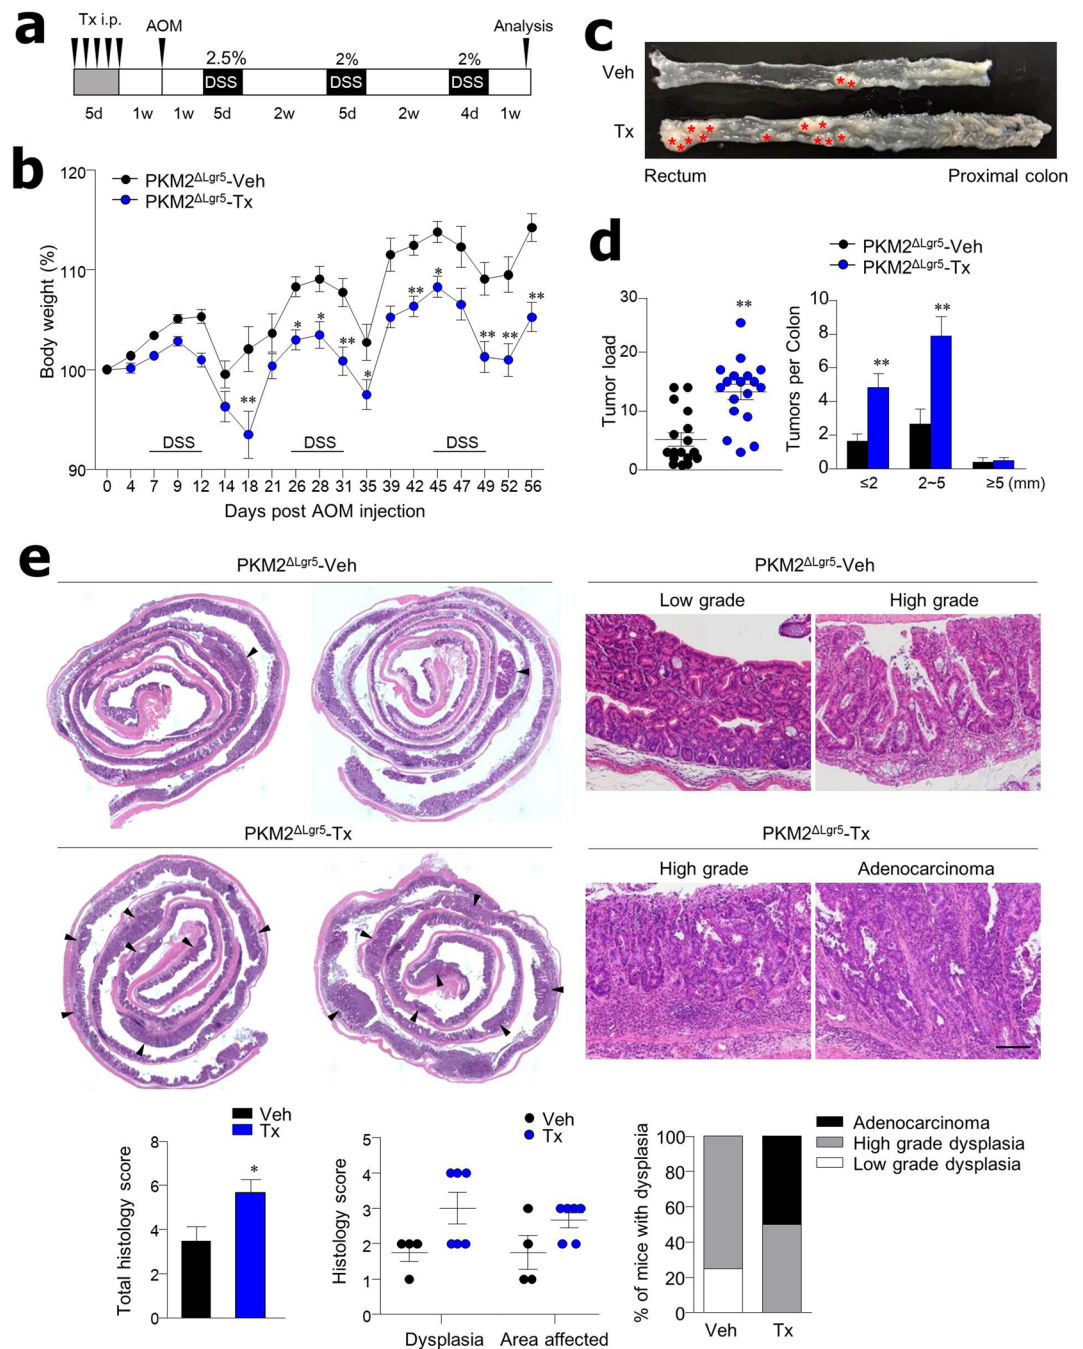 a
Tx i.p.
AOM
Analysis
2.5%
2%
2%
DSS
DSS
DSS
5d
1w
1w
5d
2w
5d
2w
4d
1w
b
PKM2ΔLgr5-Veh
PKM2ΔLgr5-Tx
Body weight (%)
120
110
100
90
**
*
*
**
*
**
*
**
**
**
DSS
DSS
DSS
0 4 7 9 12 14 18 21 26 28 31 35 39 42 45 47 49 52 56
Days post AOM injection
c
Veh
Tx
Rectum
Proximal colon
d
PKM2ΔLgr5-Veh
PKM2ΔLgr5-Tx
Tumor load
30
20
10
0
**
Tumors per Colon
10
8
6
4
2
0
**
**
≤2
2~5
≥5 (mm)
e
PKM2ΔLgr5-Veh
PKM2ΔLgr5-Veh
Low grade
High grade
PKM2ΔLgr5-Tx
PKM2ΔLgr5-Tx
High grade
Adenocarcinoma
Veh
Tx
Total histology score
8
6
4
2
0
*
Veh
Tx
Histology score
5
4
3
2
1
0
Dysplasia
Area affected
Adenocarcinoma
High grade dysplasia
Low grade dysplasia
% of mice with dysplasia
100
80
60
40
20
0
Veh
Tx